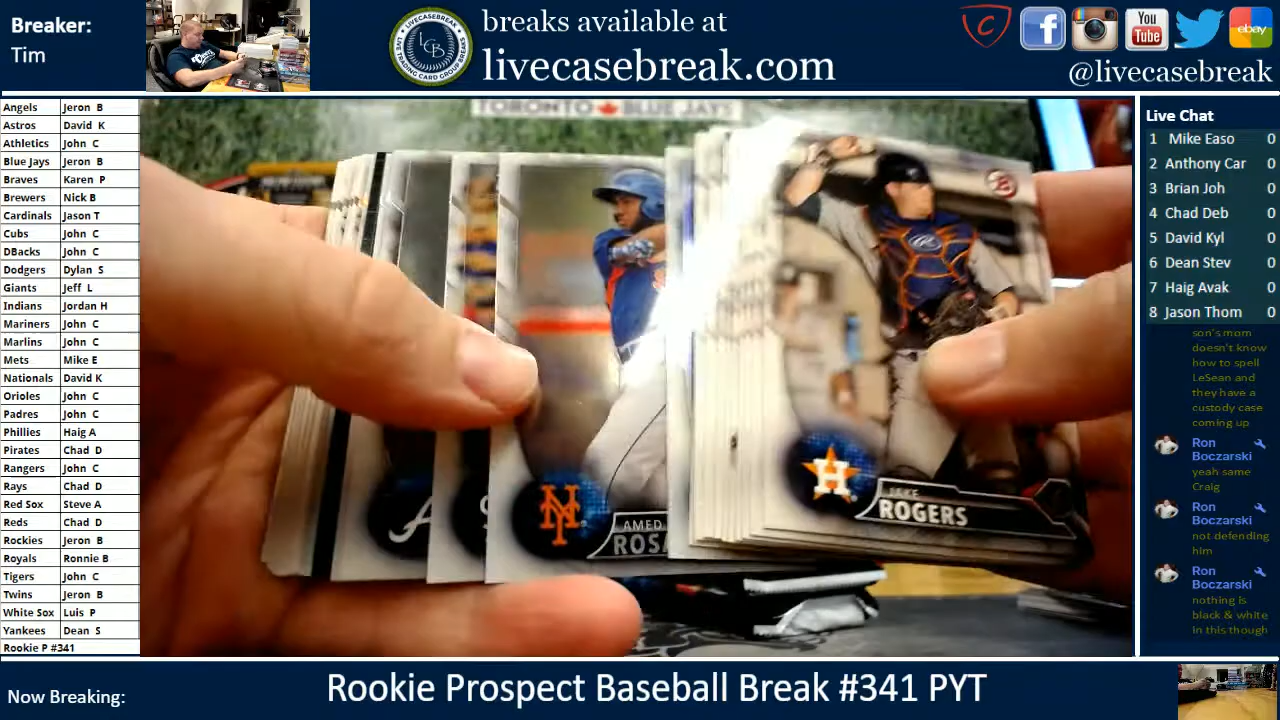 Breaker:
Tim
breaks available at
livecasebreak.com
You
Tube
ebay
@livecasebreak
Angels Jeron B
Astros David K
Athletics John C
Blue Jays Jeron B
Braves Karen P
Brewers Nick B
Cardinals Jason T
Cubs John C
DBacks John C
Dodgers Dylan S
Giants Jeff L
Indians Jordan H
Mariners John C
Marlins John C
Mets Mike E
Nationals David K
Orioles John C
Padres John C
Phillies Haig A
Pirates Chad D
Rangers John C
Rays Chad D
Red Sox Steve A
Reds Chad D
Rockies Jeron B
Royals Ronnie B
Tigers John C
Twins Jeron B
White Sox Luis P
Yankees Dean S
Rookie P #341
TORONTO BLUE JAYS
NY
AMED
ROSA
H
JAKE
ROGERS
Live Chat
1 Mike Easo 0
2 Anthony Car 0
3 Brian Joh 0
4 Chad Deb 0
5 David Kyl 0
6 Dean Stev 0
7 Haig Avak 0
8 Jason Thom 0
son's mom
doesn't know
how to spell
LeSean and
they have a
custody case
coming up
Ron
Boczarski
yeah same
Craig
Ron
Boczarski
not defending
him
Ron
Boczarski
nothing is
black & white
in this though
Now Breaking:
Rookie Prospect Baseball Break #341 PYT